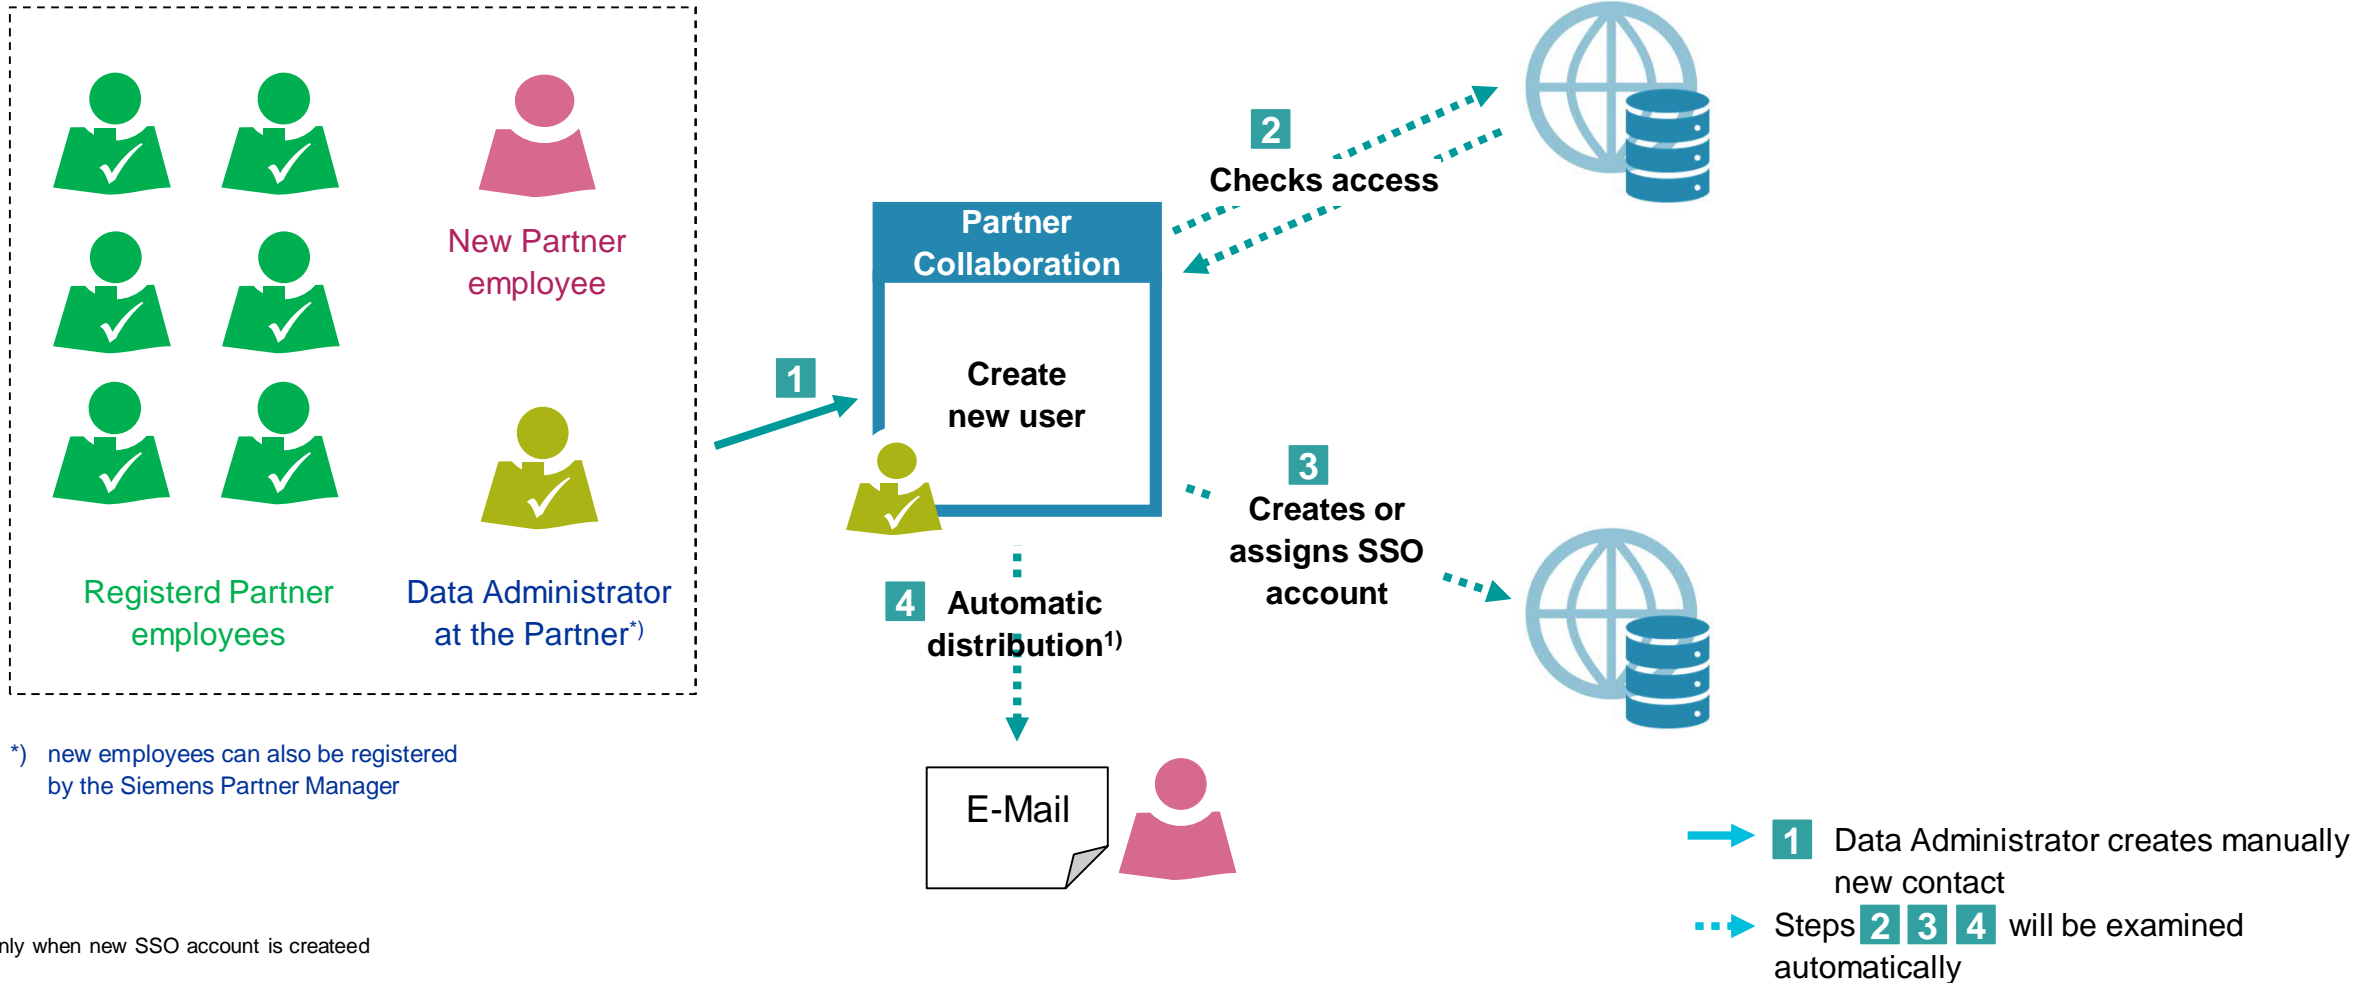 New Partner
employee
Registerd Partner
employees
Data Administrator
at the Partner*)
*) new employees can also be registered
by the Siemens Partner Manager
1
Partner
Collaboration
Create
new user
2
Checks access
3
Creates or
assigns SSO
account
4 Automatic
distribution1)
E-Mail
1 Data Administrator creates manually
new contact
Steps 2 3 4 will be examined
automatically
when new SSO account is createed